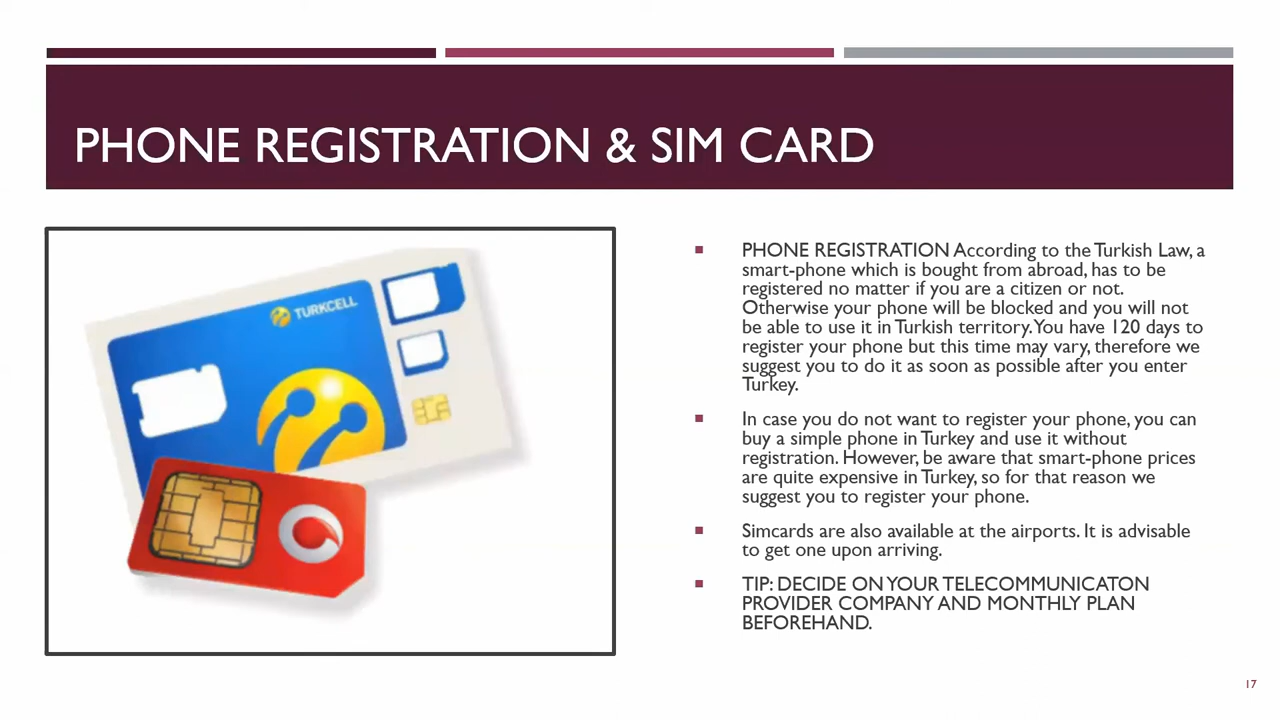 PHONE REGISTRATION & SIM CARD
TURKCELL
PHONE REGISTRATION According to the Turkish Law, a
smart-phone which is bought from abroad, has to be
registered no matter if you are a citizen or not.
Otherwise your phone will be blocked and you will not
be able to use it in Turkish territory. You have 120 days to
register your phone but this time may vary, therefore we
suggest you to do it as soon as possible after you enter
Turkey.
In case you do not want to register your phone, you can
buy a simple phone in Turkey and use it without
registration. However, be aware that smart-phone prices
are quite expensive in Turkey, so for that reason we
suggest you to register your phone.
Simcards are also available at the airports. It is advisable
to get one upon arriving.
TIP: DECIDE ON YOUR TELECOMMUNICATON
PROVIDER COMPANY AND MONTHLY PLAN
BEFOREHAND.
17